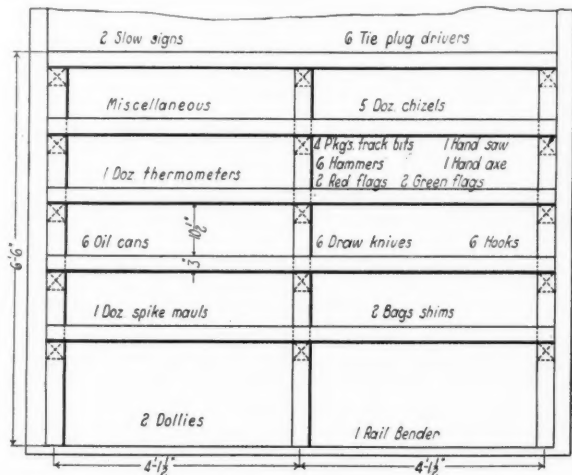 2 Slow signs 6 Tie plug drivers
Miscellaneous 5 Doz. chizels
4 Pkgs. track bits 1 Hand saw
1 Doz thermometers 6 Hammers 1 Hand axe
2 Red flags 2 Green flags
6 Oil cans 10½" 6 Draw knives 6 Hooks
3"
6'-6"
1 Doz spike mauls 2 Bags shims
2 Dollies 1 Rail Bender
4'-1½" 4'-1½"